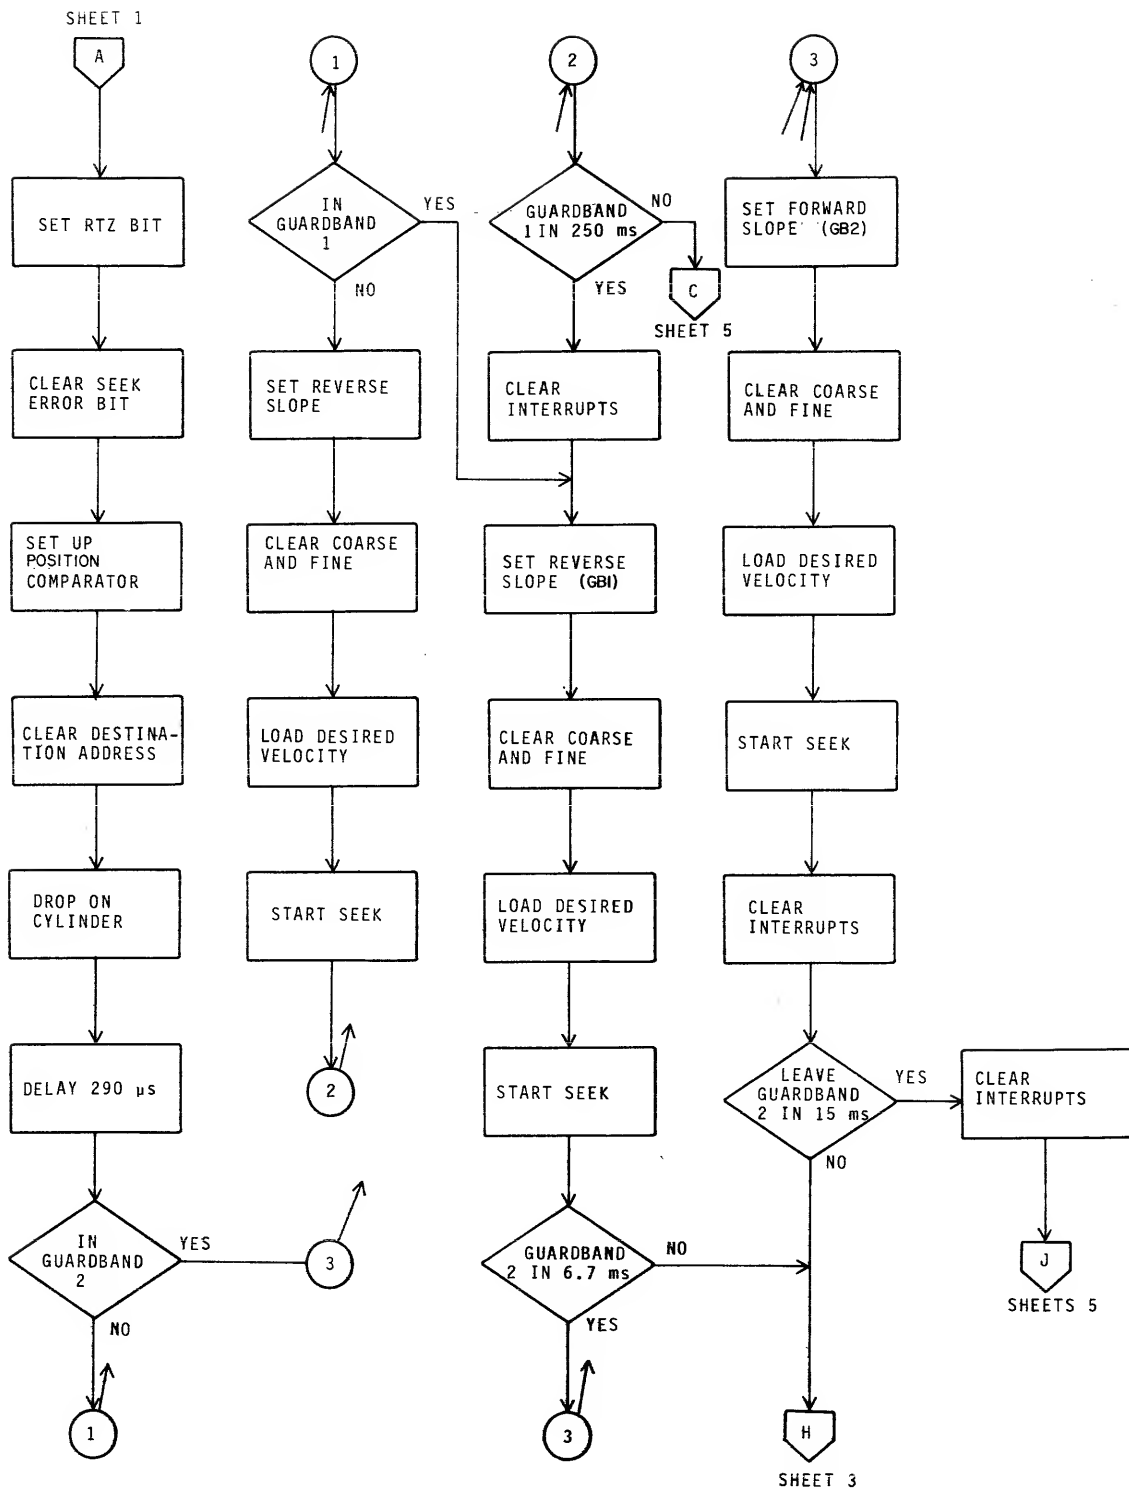 SHEET 1
A
SET RTZ BIT
CLEAR SEEK
ERROR BIT
SET UP
POSITION
COMPARATOR
CLEAR DESTINA-
TION ADDRESS
DROP ON
CYLINDER
DELAY 290 µs
IN
GUARDBAND
2
YES
3
NO
1
1
IN
GUARDBAND
1
YES
NO
SET REVERSE
SLOPE
CLEAR COARSE
AND FINE
LOAD DESIRED
VELOCITY
START SEEK
2
2
GUARDBAND
1 IN 250 ms
NO
C
SHEET 5
YES
CLEAR
INTERRUPTS
SET REVERSE
SLOPE (GB1)
CLEAR COARSE
AND FINE
LOAD DESIRED
VELOCITY
START SEEK
GUARDBAND
2 IN 6.7 ms
NO
YES
3
3
SET FORWARD
SLOPE (GB2)
CLEAR COARSE
AND FINE
LOAD DESIRED
VELOCITY
START SEEK
CLEAR
INTERRUPTS
LEAVE
GUARDBAND
2 IN 15 ms
YES
NO
CLEAR
INTERRUPTS
J
SHEETS 5
H
SHEET 3